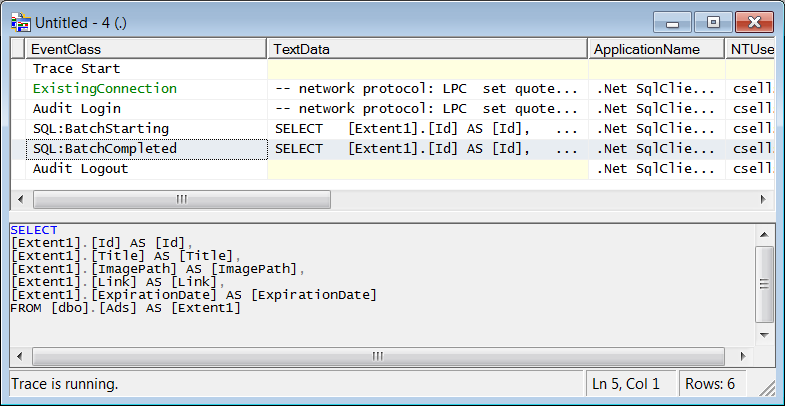 Untitled - 4 (.)
EventClass TextData ApplicationName NTUse
Trace Start
ExistingConnection -- network protocol: LPC set quote... .Net SqlClie... csell
Audit Login -- network protocol: LPC set quote... .Net SqlClie... csell
SQL:BatchStarting SELECT [Extent1].[Id] AS [Id], ... .Net SqlClie... csell
SQL:BatchCompleted SELECT [Extent1].[Id] AS [Id], ... .Net SqlClie... csell
Audit Logout .Net SqlClie... csell
SELECT
[Extent1].[Id] AS [Id],
[Extent1].[Title] AS [Title],
[Extent1].[ImagePath] AS [ImagePath],
[Extent1].[Link] AS [Link],
[Extent1].[ExpirationDate] AS [ExpirationDate]
FROM [dbo].[Ads] AS [Extent1]
Trace is running. Ln 5, Col 1 Rows: 6